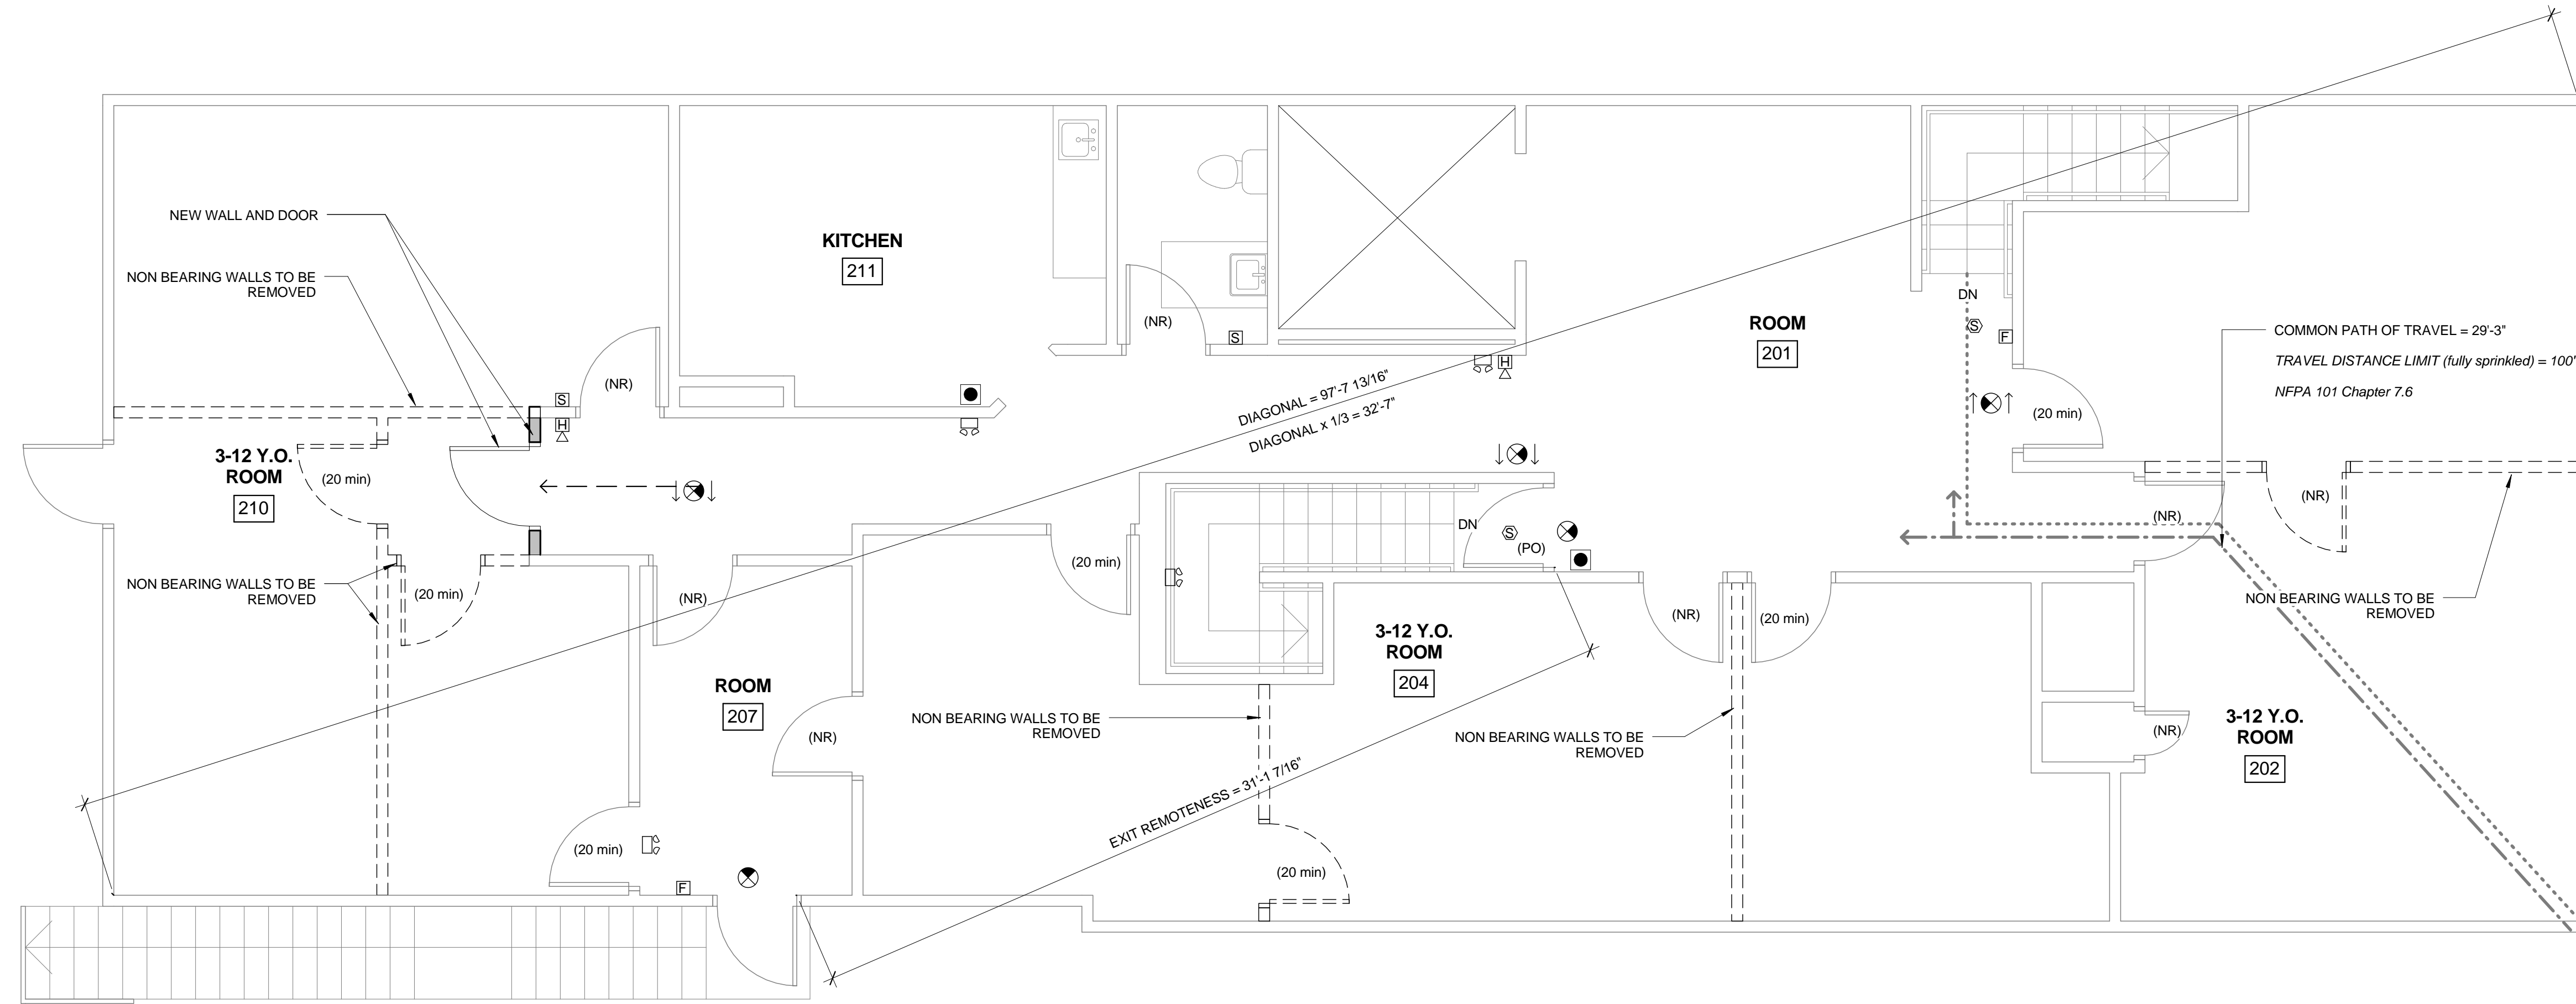 NEW WALL AND DOOR
NON BEARING WALLS TO BE
REMOVED
KITCHEN
211
(NR)
(NR)
S
S
H
H
ROOM
201
DN
S
F
(20 min)
COMMON PATH OF TRAVEL = 29'-3"
TRAVEL DISTANCE LIMIT (fully sprinkled) = 100'
NFPA 101 Chapter 7.6
DIAGONAL = 97'-7 13/16"
DIAGONAL x 1/3 = 32'-7"
3-12 Y.O.
ROOM
210
(20 min)
(20 min)
NON BEARING WALLS TO BE
REMOVED
(NR)
(20 min)
DN
S
(PO)
(NR)
(NR)
NON BEARING WALLS TO BE
REMOVED
3-12 Y.O.
ROOM
204
(NR)
(20 min)
ROOM
207
(NR)
NON BEARING WALLS TO BE
REMOVED
NON BEARING WALLS TO BE
REMOVED
3-12 Y.O.
ROOM
202
(NR)
EXIT REMOTENESS = 31'-1 7/16"
(20 min)
(20 min)
F